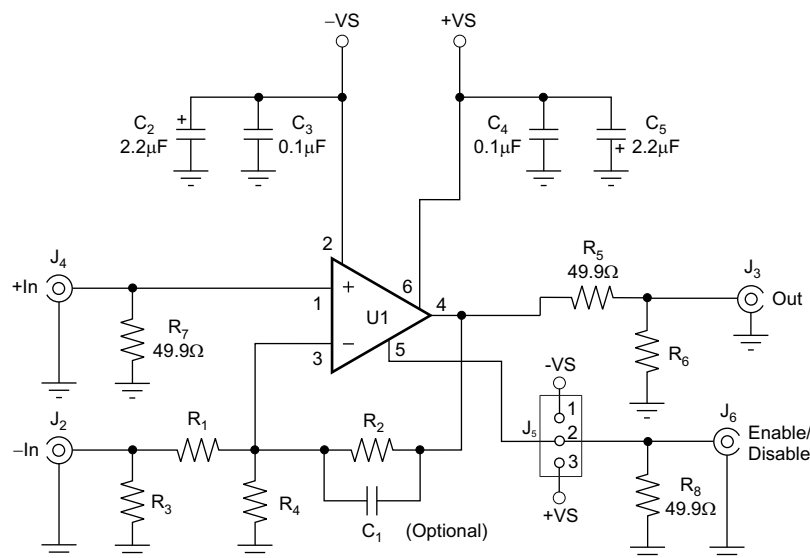 −VS
+VS
C2
2.2μF
+
C3
0.1μF
C4
0.1μF
C5
2.2μF
+
J4
+In
R7
49.9Ω
2
1
+
3
−
U1
6
4
5
R5
49.9Ω
J3
Out
R6
J2
−In
R1
R3
R4
R2
C1
(Optional)
-VS
J5
1
2
3
+VS
J6
Enable/
Disable
R8
49.9Ω